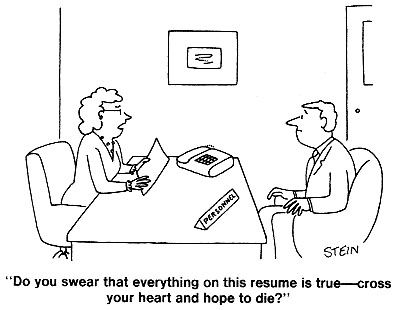 PERSONNEL
STEIN
"Do you swear that everything on this resume is true—cross
your heart and hope to die?"